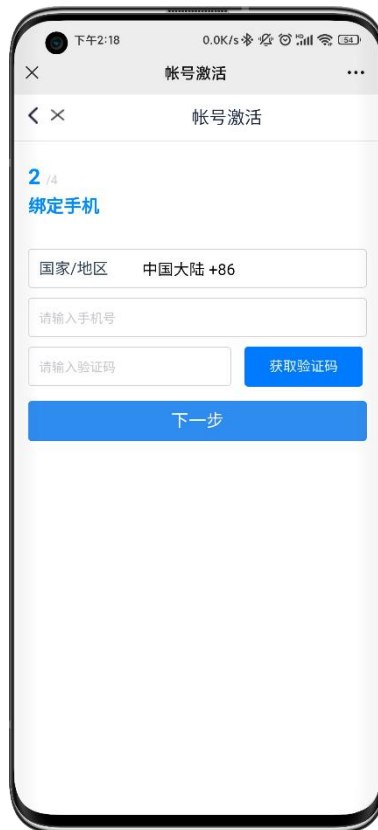 下午2:18 0.0K/s 54
帐号激活
帐号激活
2 /4
绑定手机
国家/地区 中国大陆 +86
请输入手机号
请输入验证码 获取验证码
下一步